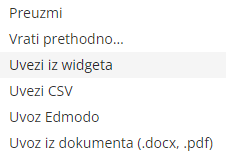 Preuzmi
Vrati prethodno...
Uvezi iz widgeta
Uvezi CSV
Uvoz Edmodo
Uvoz iz dokumenta (.docx, .pdf)